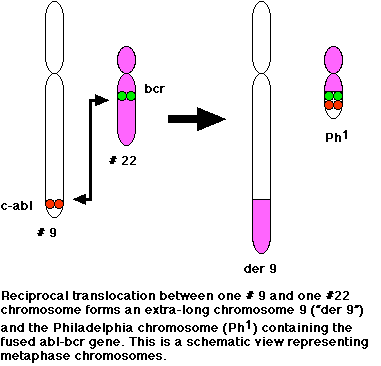 bcr
# 22
c-abl
# 9
Ph1
der 9
Reciprocal translocation between one # 9 and one #22
chromosome forms an extra-long chromosome 9 ("der 9")
and the Philadelphia chromosome (Ph1) containing the
fused abl-bcr gene. This is a schematic view representing
metaphase chromosomes.